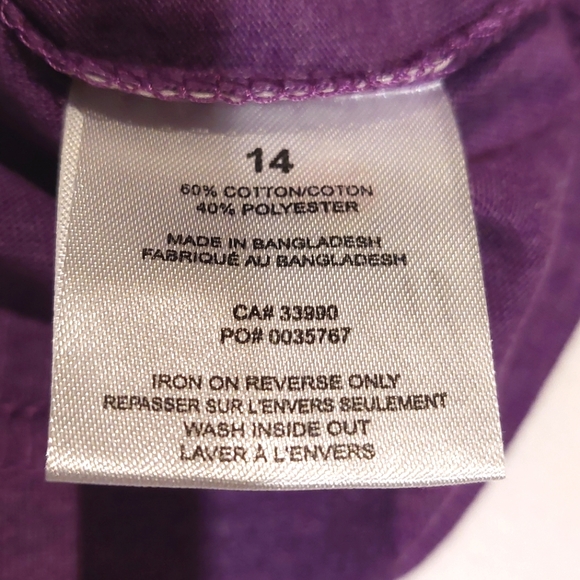 14
60% COTTON/COTON
40% POLYESTER
MADE IN BANGLADESH
FABRIQUÉ AU BANGLADESH
CA# 33990
PO# 0035767
IRON ON REVERSE ONLY
REPASSER SUR L'ENVERS SEULEMENT
WASH INSIDE OUT
LAVER À L'ENVERS